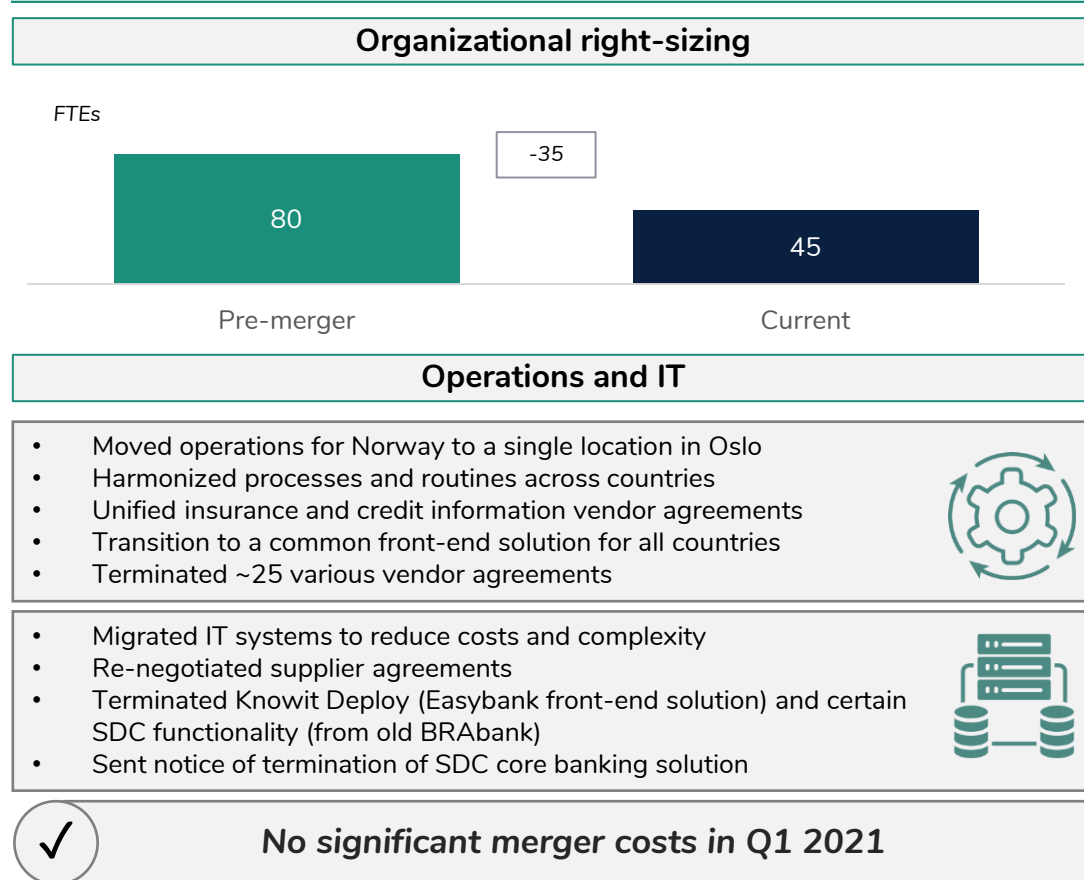 Organizational right-sizing
FTEs
-35
80
45
Pre-merger
Current
Operations and IT
• Moved operations for Norway to a single location in Oslo
• Harmonized processes and routines across countries
• Unified insurance and credit information vendor agreements
• Transition to a common front-end solution for all countries
• Terminated ~25 various vendor agreements
• Migrated IT systems to reduce costs and complexity
• Re-negotiated supplier agreements
• Terminated Knowit Deploy (Easybank front-end solution) and certain
SDC functionality (from old BRAbank)
• Sent notice of termination of SDC core banking solution
✓ No significant merger costs in Q1 2021